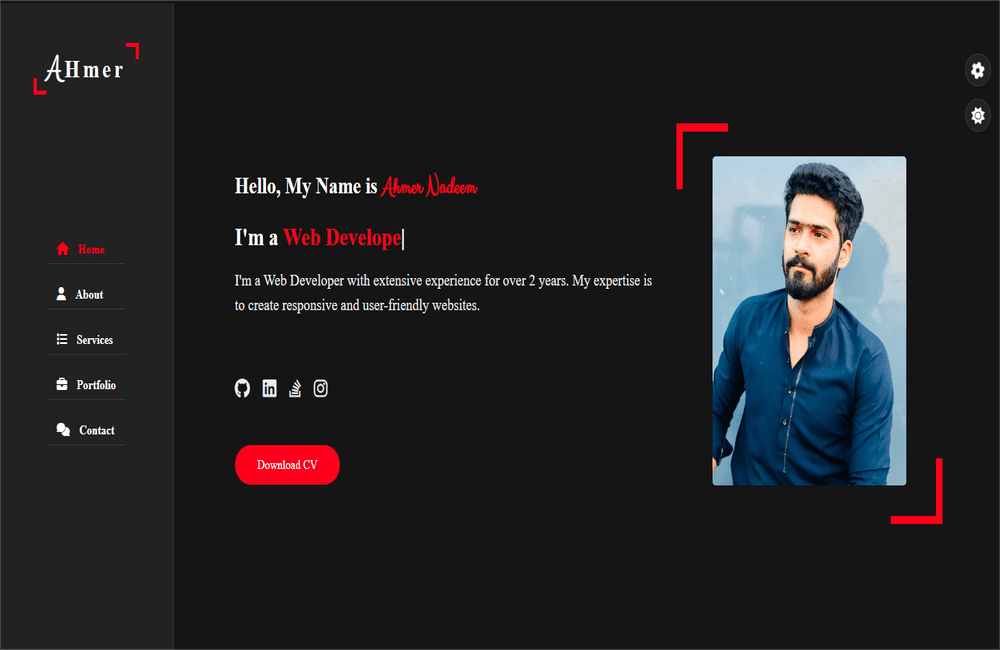 AHmer
Home
About
Services
Portfolio
Contact
Hello, My Name is Ahmer Nadeem
I'm a Web Develope
I'm a Web Developer with extensive experience for over 2 years. My expertise is
to create responsive and user-friendly websites.
Download CV